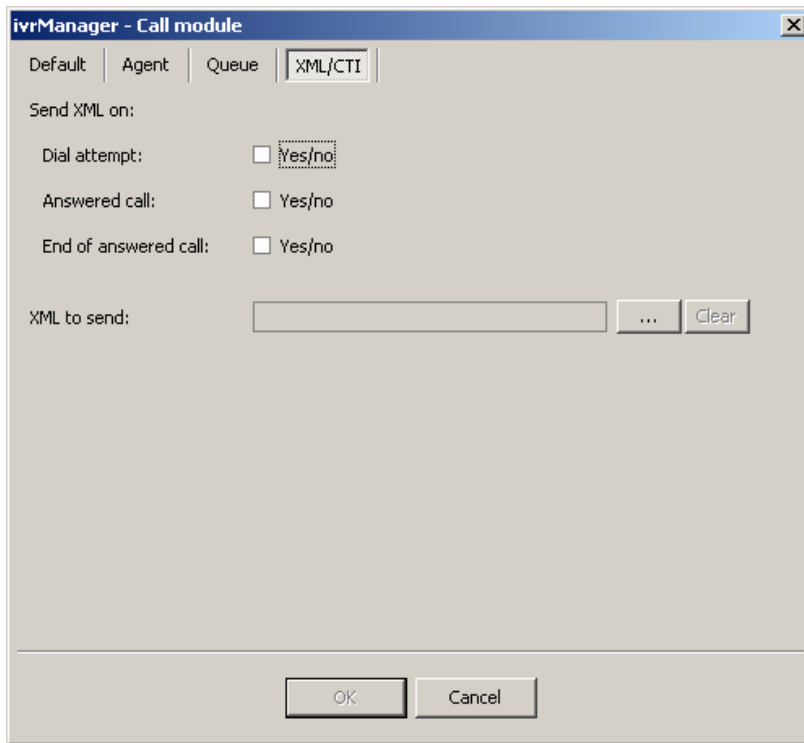 ivrManager - Call module
Default Agent Queue XML/CTI
Send XML on:
Dial attempt: Yes/no
Answered call: Yes/no
End of answered call: Yes/no
XML to send: ... Clear
OK Cancel